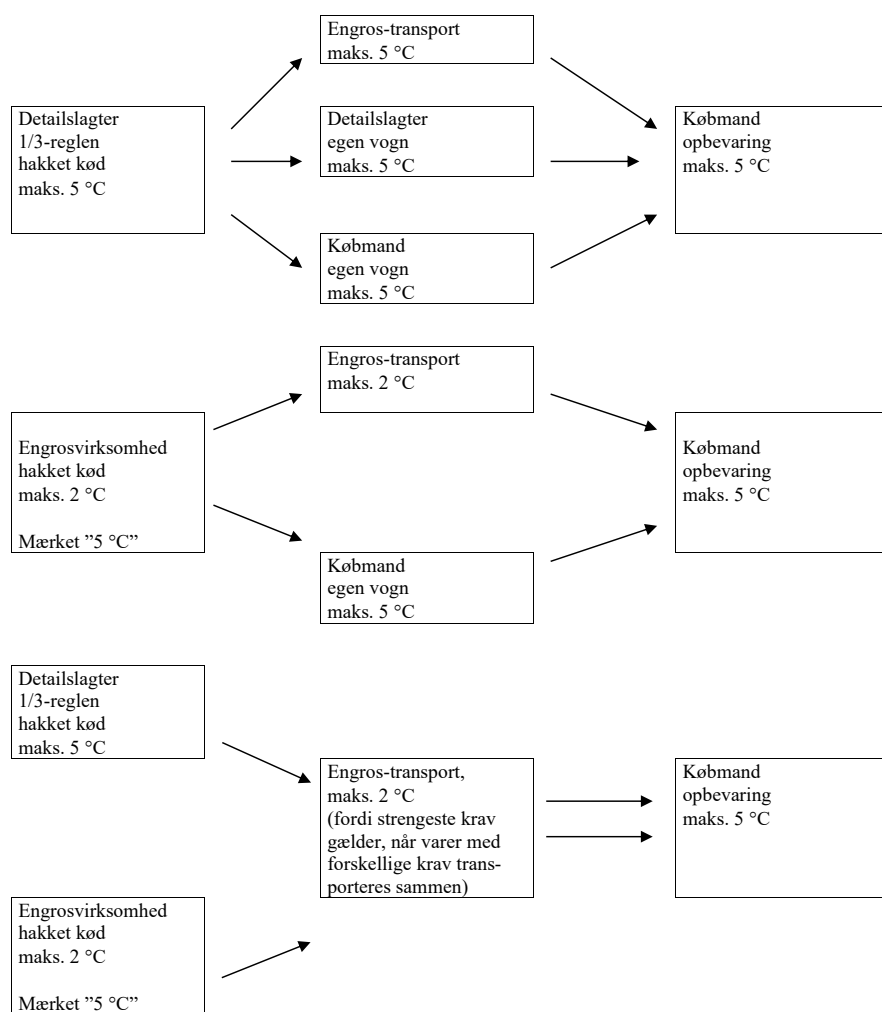 Engros-transport
maks. 5 °C
Detailslagter
1/3-reglen
hakket kød
maks. 5 °C
Detailslagter
egen vogn
maks. 5 °C
Købmand
opbevaring
maks. 5 °C
Købmand
egen vogn
maks. 5 °C
Engros-transport
maks. 2 °C
Engrosvirksomhed
hakket kød
maks. 2 °C
Mærket ”5 °C”
Købmand
opbevaring
maks. 5 °C
Købmand
egen vogn
maks. 5 °C
Detailslagter
1/3-reglen
hakket kød
maks. 5 °C
Engros-transport,
maks. 2 °C
(fordi strengeste krav
gælder, når varer med
forskellige krav trans-
porteres sammen)
Købmand
opbevaring
maks. 5 °C
Engrosvirksomhed
hakket kød
maks. 2 °C
Mærket ”5 °C”